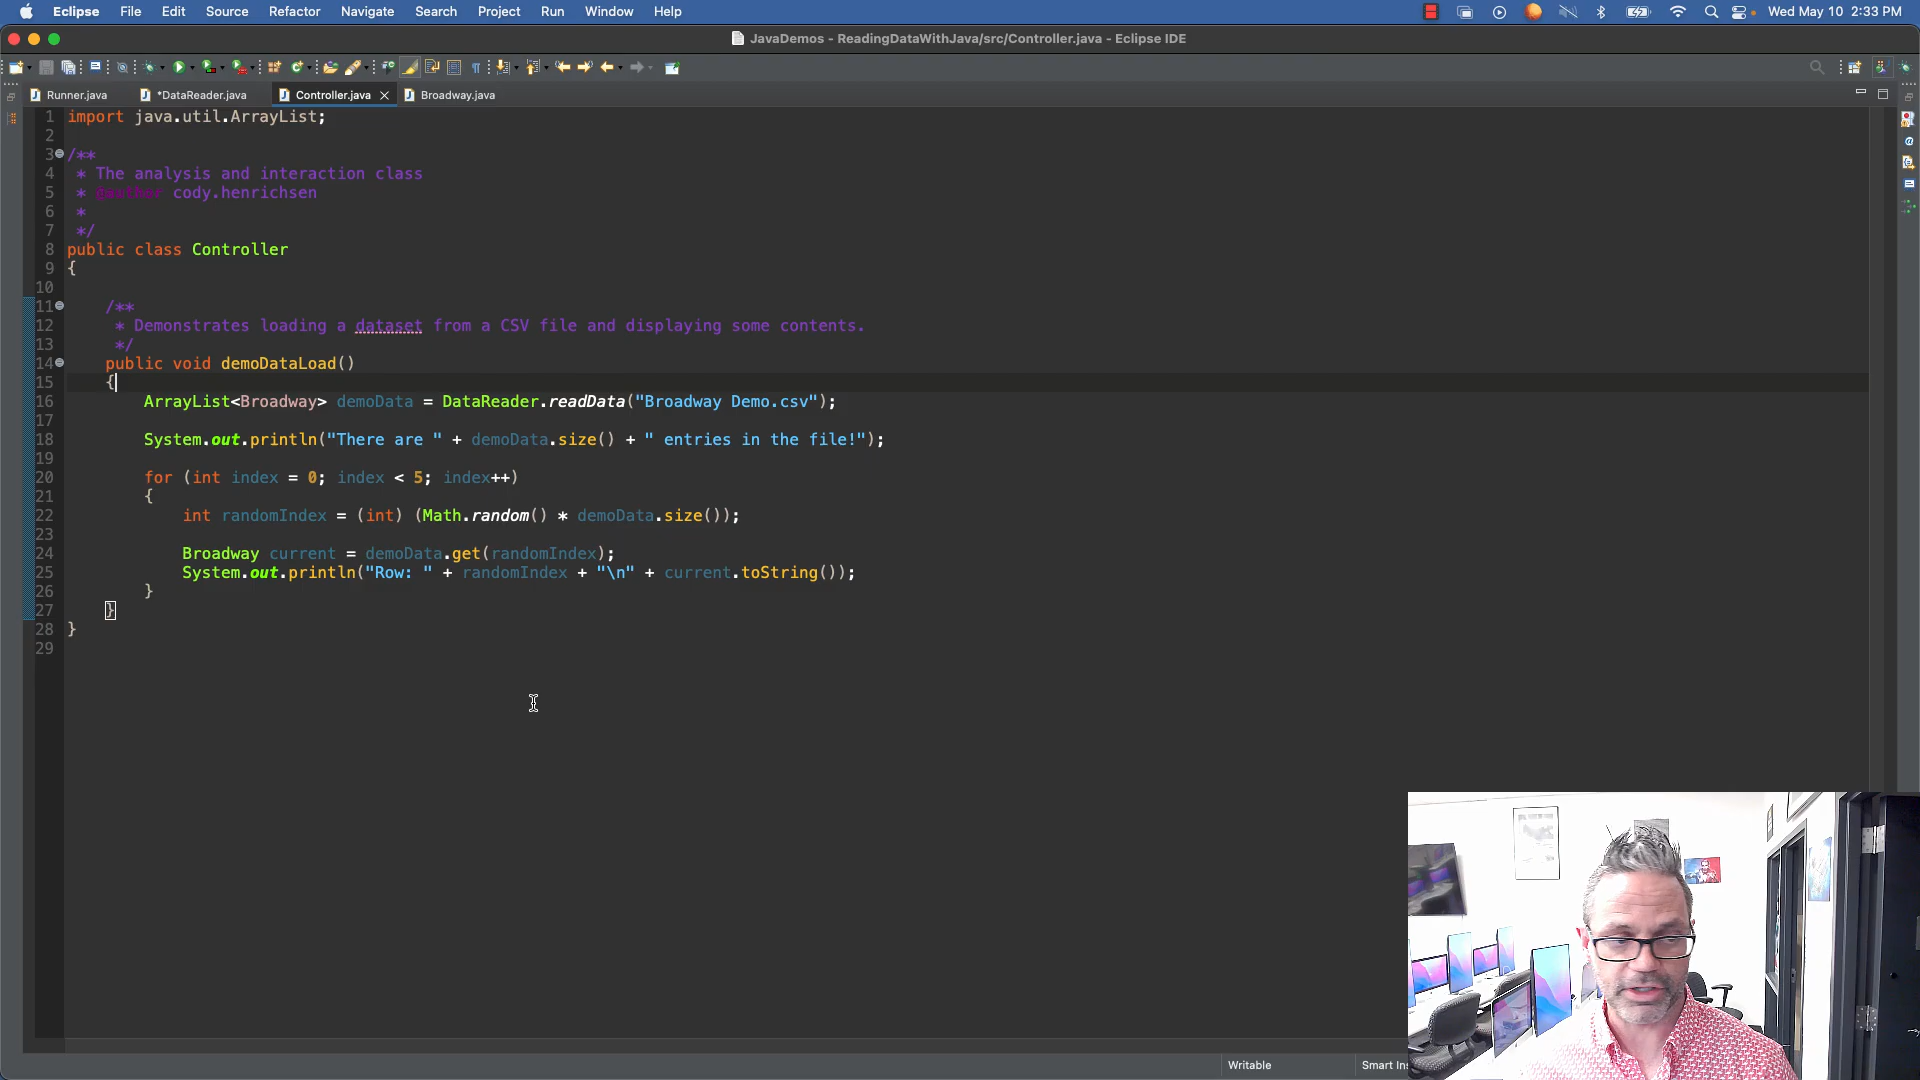 Eclipse File Edit Source Refactor Navigate Search Project Run Window Help Wed May 10 2:33 PM
JavaDemos - ReadingDataWithJava/src/Controller.java - Eclipse IDE
Runner.java *DataReader.java Controller.java Broadway.java
1 import java.util.ArrayList;
2
3 /**
4 * The analysis and interaction class
5 * @author cody.henrichsen
6 *
7 */
8 public class Controller
9 {
10
11 /**
12 * Demonstrates loading a dataset from a CSV file and displaying some contents.
13 */
14 public void demoDataLoad()
15 {
16 ArrayList<Broadway> demoData = DataReader.readData("Broadway Demo.csv");
17
18 System.out.println("There are " + demoData.size() + " entries in the file!");
19
20 for (int index = 0; index < 5; index++)
21 {
22 int randomIndex = (int) (Math.random() * demoData.size());
23
24 Broadway current = demoData.get(randomIndex);
25 System.out.println("Row: " + randomIndex + "\n" + current.toString());
26 }
27 }
28 }
29
Writable Smart Ins